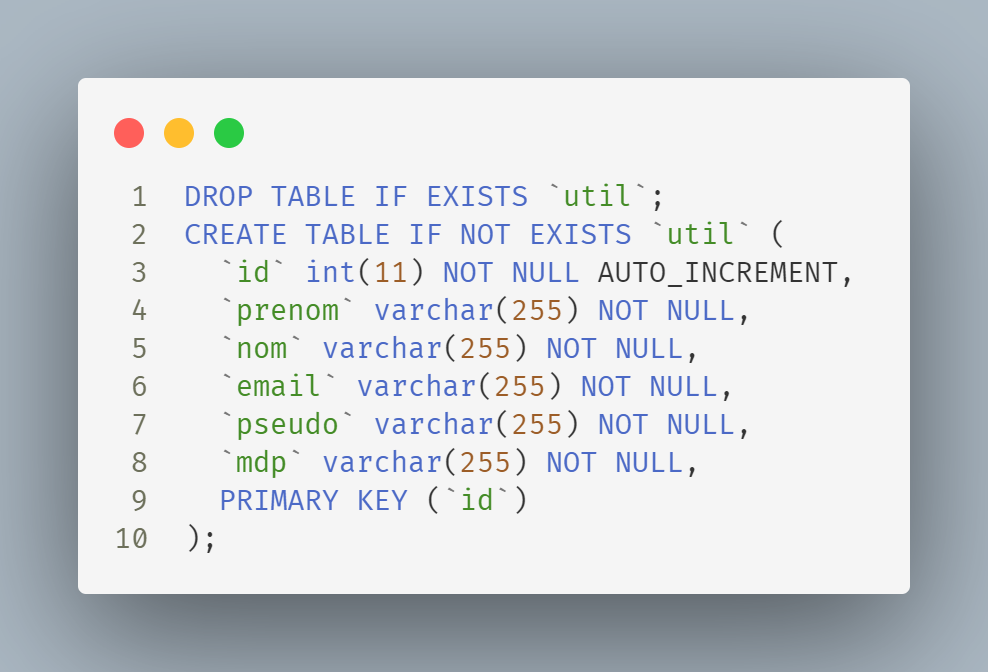 1 DROP TABLE IF EXISTS `util`;
2 CREATE TABLE IF NOT EXISTS `util` (
3   `id` int(11) NOT NULL AUTO_INCREMENT,
4   `prenom` varchar(255) NOT NULL,
5   `nom` varchar(255) NOT NULL,
6   `email` varchar(255) NOT NULL,
7   `pseudo` varchar(255) NOT NULL,
8   `mdp` varchar(255) NOT NULL,
9   PRIMARY KEY (`id`)
10 );